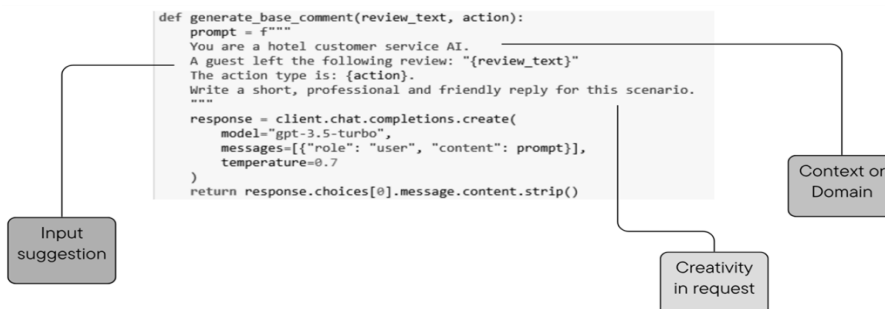 def generate_base_comment(review_text, action):
    prompt = f"""
    You are a hotel customer service AI.
    A guest left the following review: "{review_text}"
    The action type is: {action}.
    Write a short, professional and friendly reply for this scenario.
    """
    response = client.chat.completions.create(
        model="gpt-3.5-turbo",
        messages=[{"role": "user", "content": prompt}],
        temperature=0.7
    )
    return response.choices[0].message.content.strip()
Context or
Domain
Input
suggestion
Creativity
in request